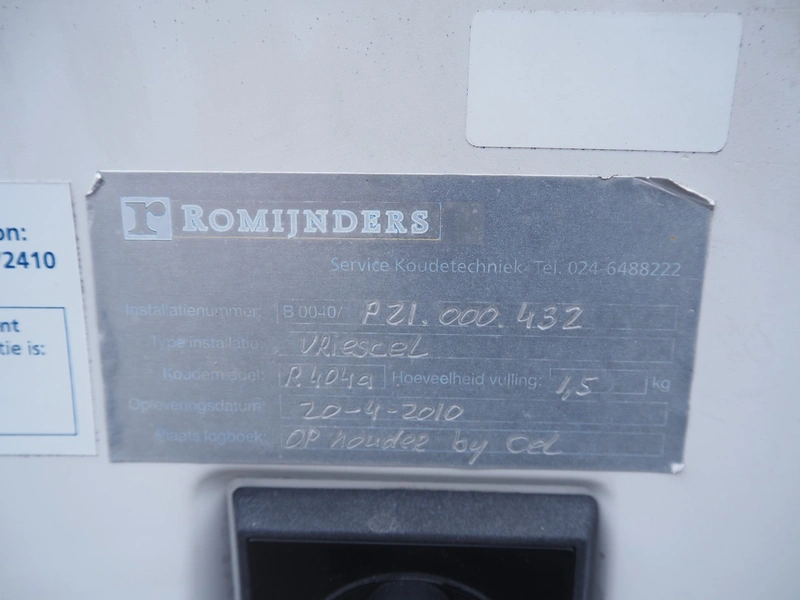 r ROMIJNDERS
Service Koudetechniek Tel. 024-6488222
Installatienummer: B 0040/ P21.000.432
Type installatie: VRIESCEL
Koudemiddel: R404a Hoeveelheid vulling: 1,5 kg
Opleveringsdatum: 20-4-2010
Plaats logboek: OP houder by Cel
on:
2410
nt
tie is: